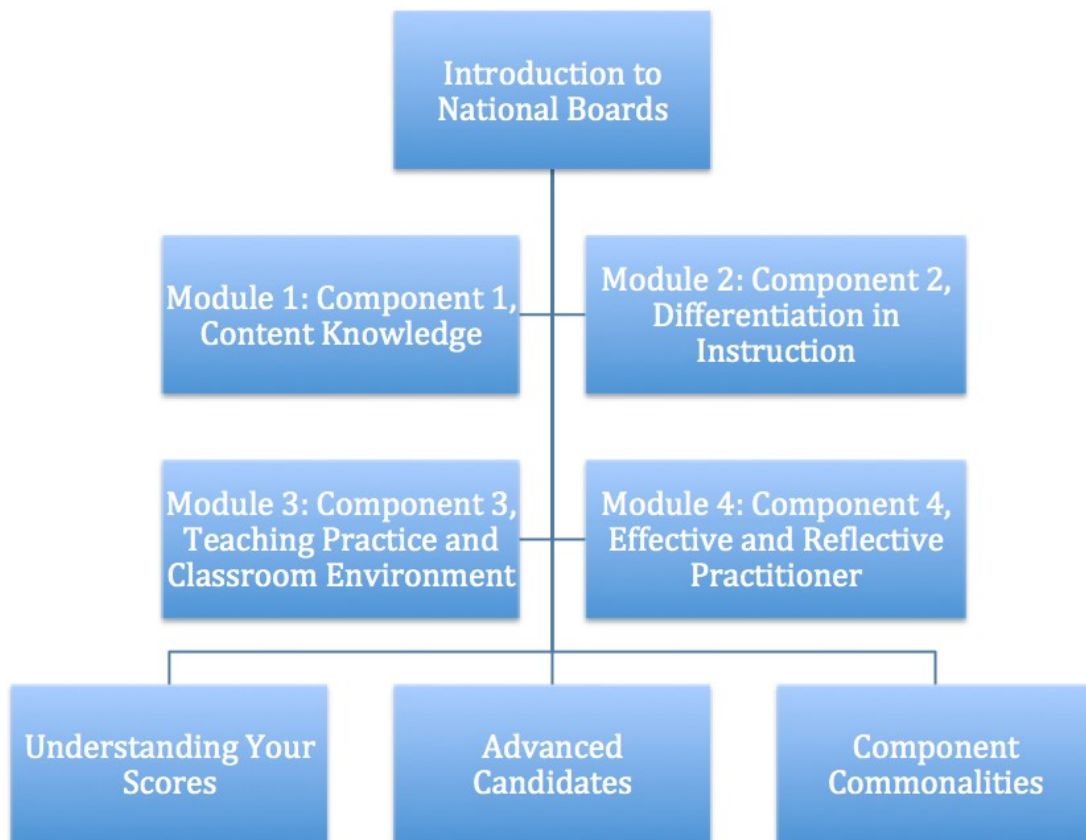 Introduction to
National Boards
Module 1: Component 1,
Content Knowledge
Module 2: Component 2,
Differentiation in
Instruction
Module 3: Component 3,
Teaching Practice and
Classroom Environment
Module 4: Component 4,
Effective and Reflective
Practitioner
Understanding Your
Scores
Advanced
Candidates
Component
Commonalities